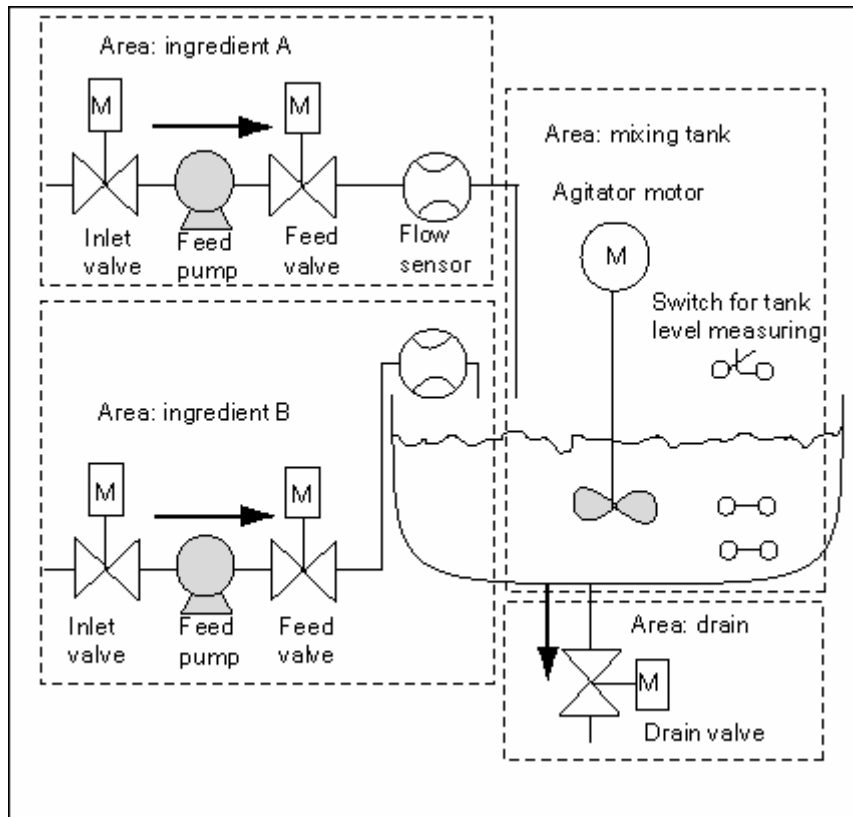 Area: ingredient A
M
M
Inlet
valve
Feed
pump
Feed
valve
Flow
sensor
Area: mixing tank
Agitator motor
M
Switch for tank
level measuring
Area: ingredient B
M
M
Inlet
valve
Feed
pump
Feed
valve
Area: drain
M
Drain valve